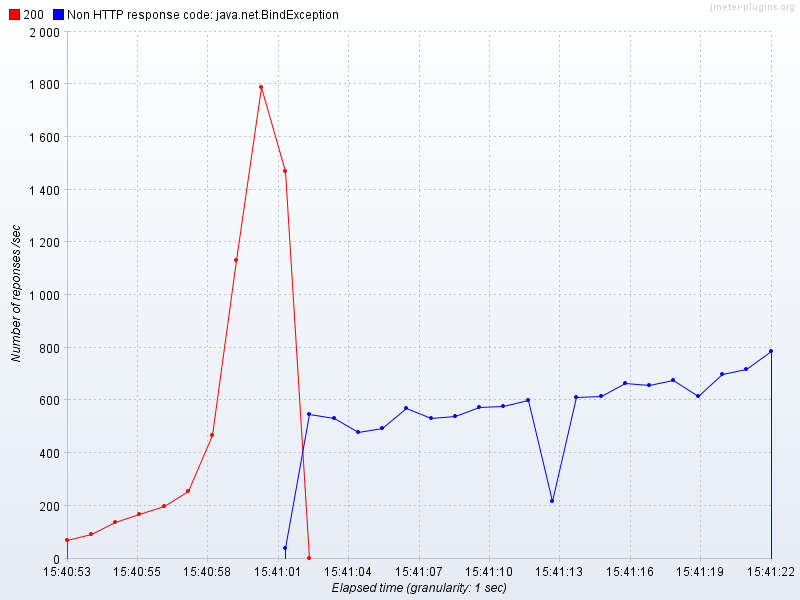 jmeter-plugins.org
200 Non HTTP response code: java.net.BindException
2 000
1 800
1 600
1 400
1 200
1 000
800
600
400
200
0
Number of reponses /sec
15:40:53 15:40:55 15:40:58 15:41:01 15:41:04 15:41:07 15:41:10 15:41:13 15:41:16 15:41:19 15:41:22
Elapsed time (granularity: 1 sec)